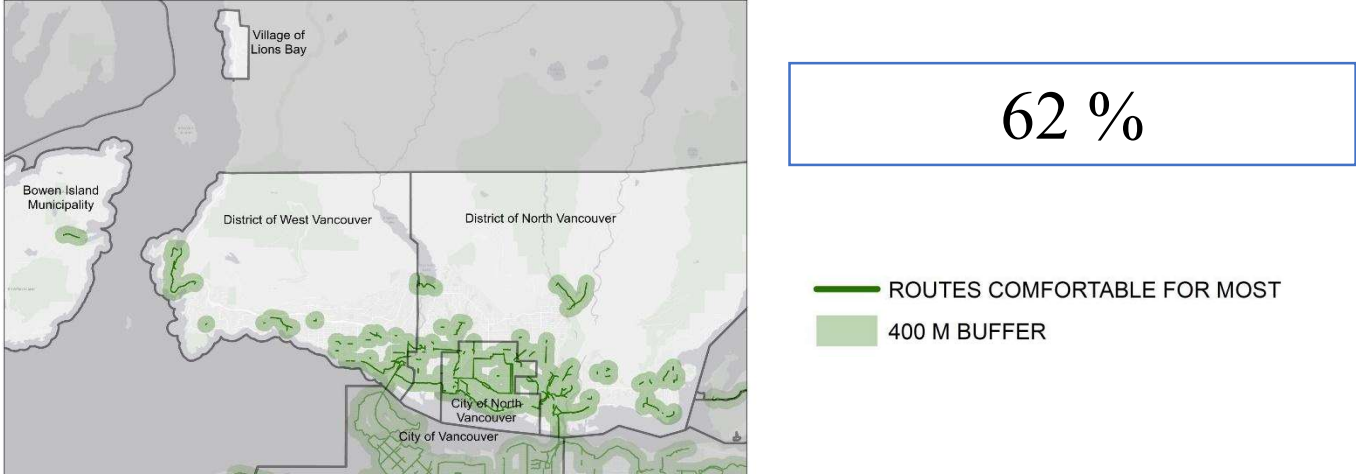 Village of
Lions Bay
62 %
Bowen Island
Municipality
District of West Vancouver
District of North Vancouver
ROUTES COMFORTABLE FOR MOST
400 M BUFFER
City of North
Vancouver
City of Vancouver